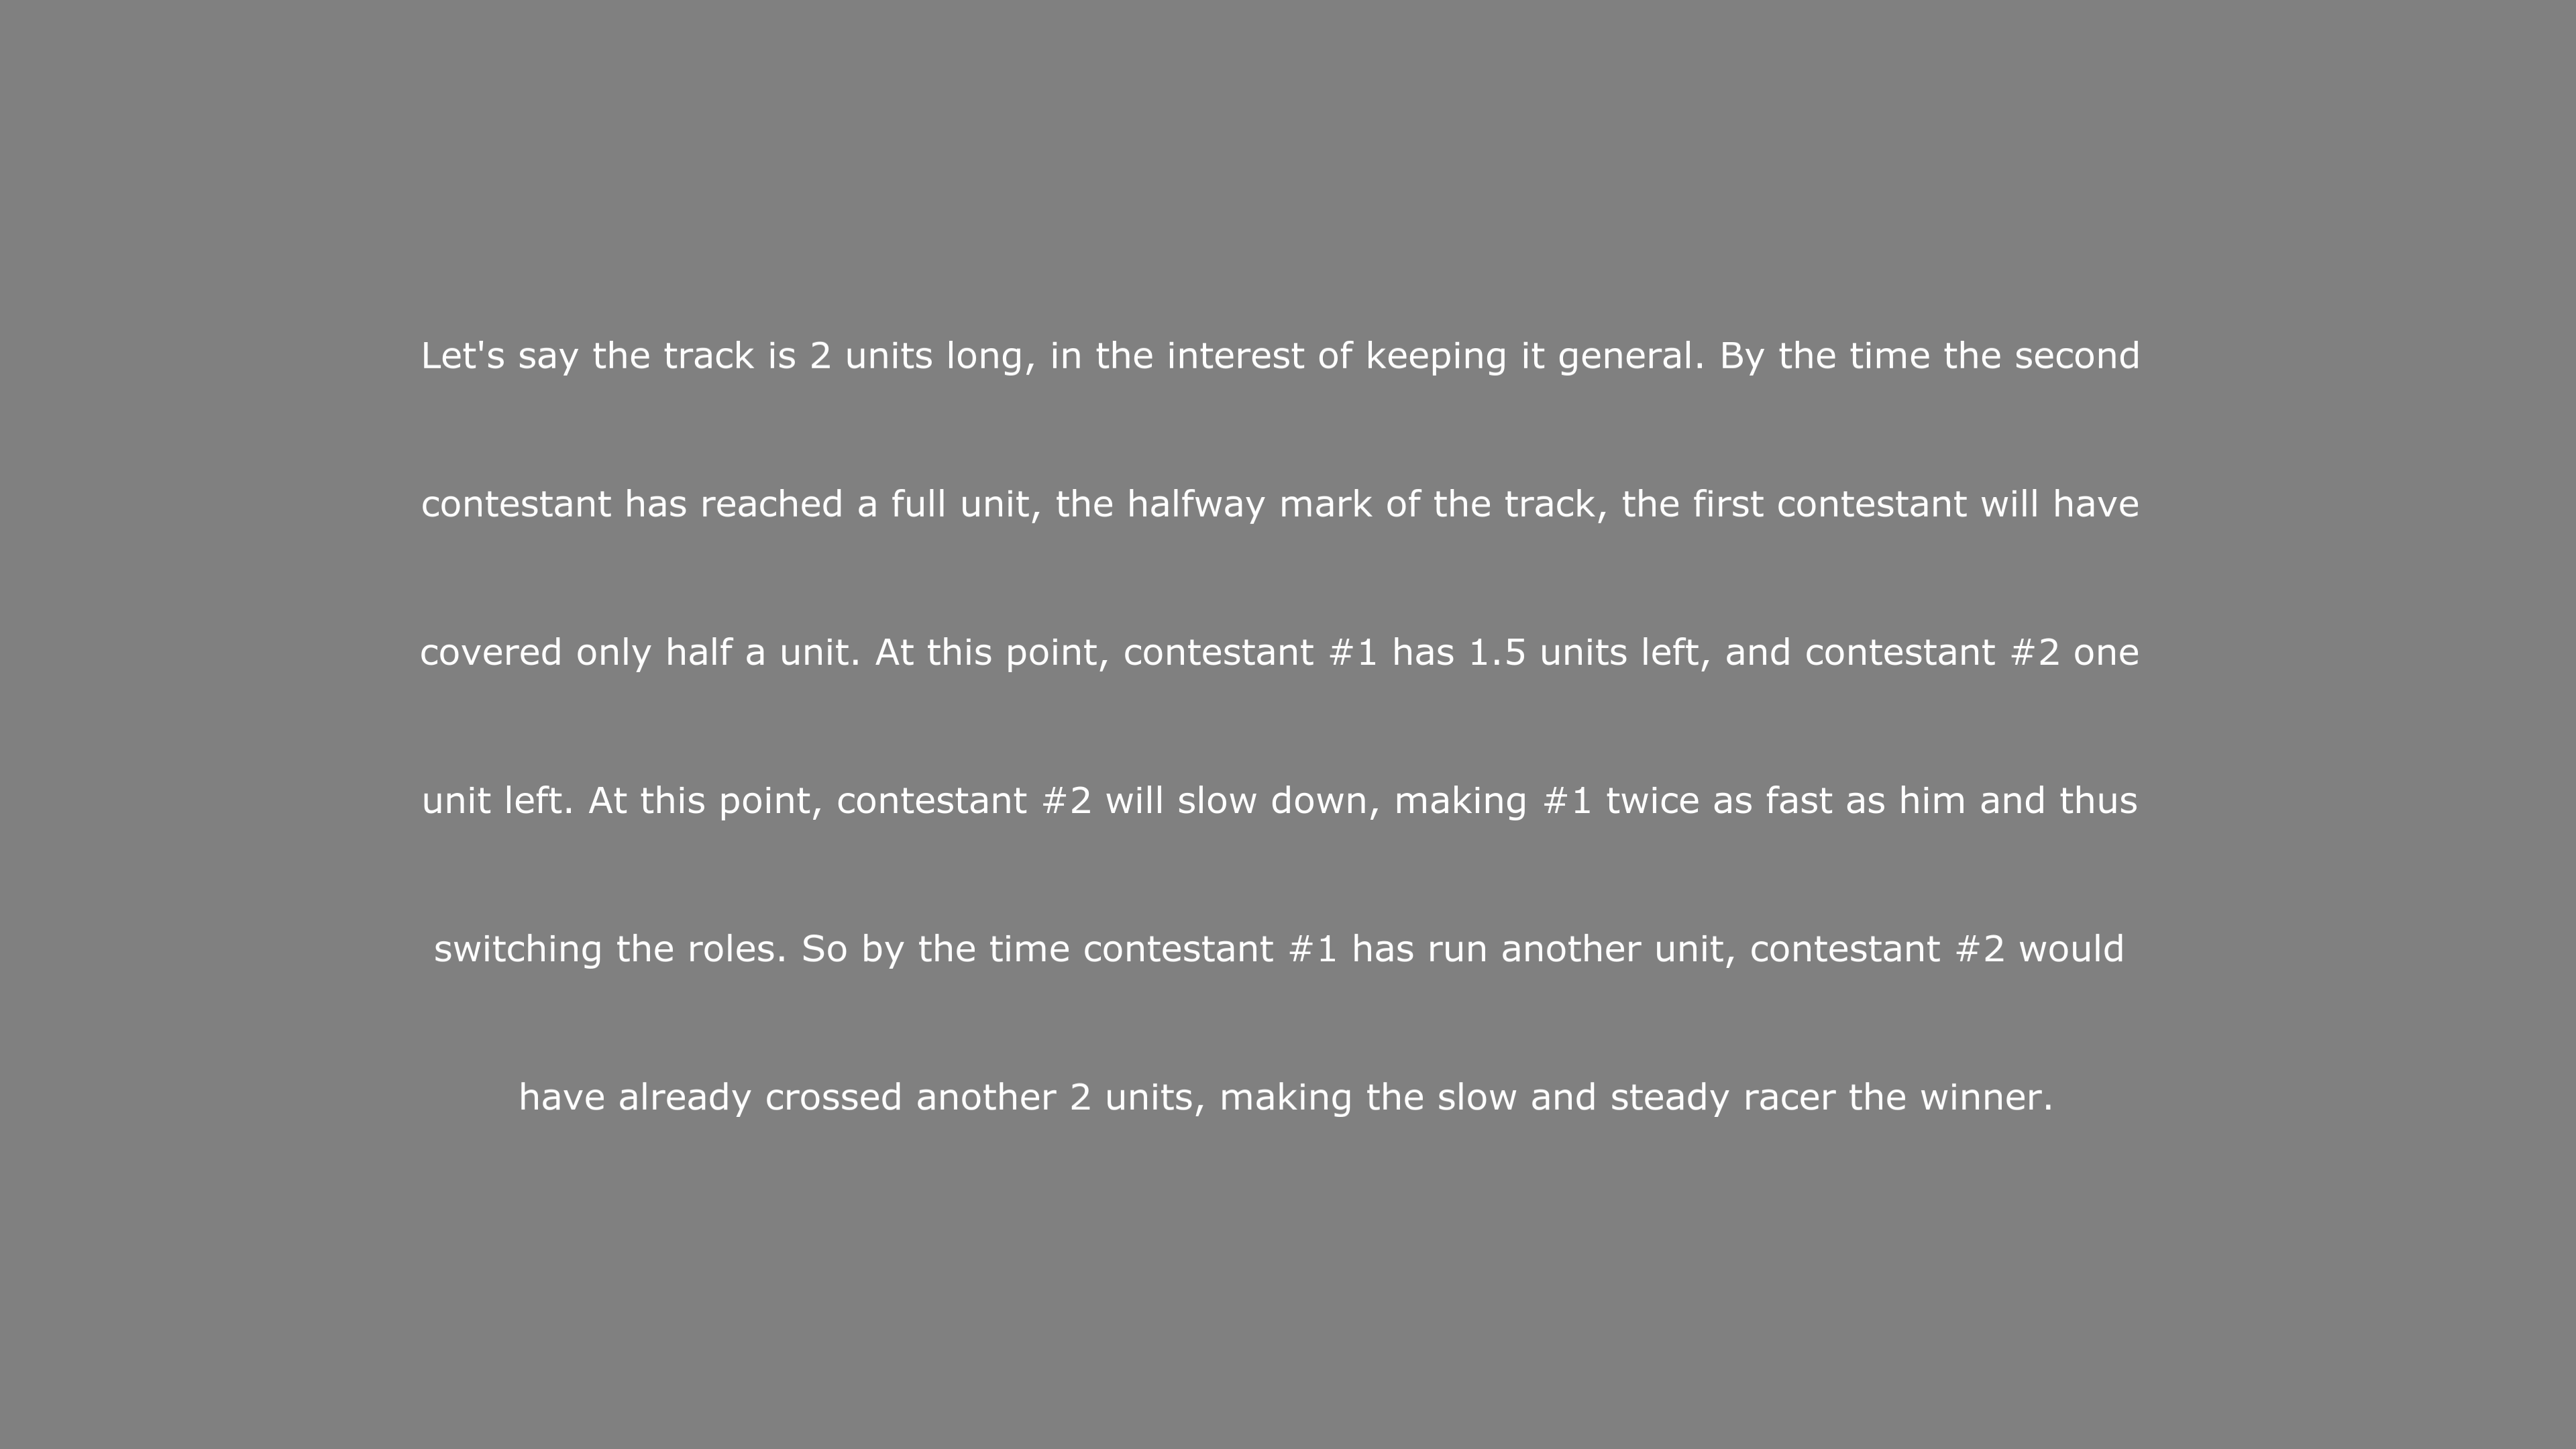 Let's say the track is 2 units long, in the interest of keeping it general. By the time the second
contestant has reached a full unit, the halfway mark of the track, the first contestant will have
covered only half a unit. At this point, contestant #1 has 1.5 units left, and contestant #2 one
unit left. At this point, contestant #2 will slow down, making #1 twice as fast as him and thus
switching the roles. So by the time contestant #1 has run another unit, contestant #2 would
have already crossed another 2 units, making the slow and steady racer the winner.